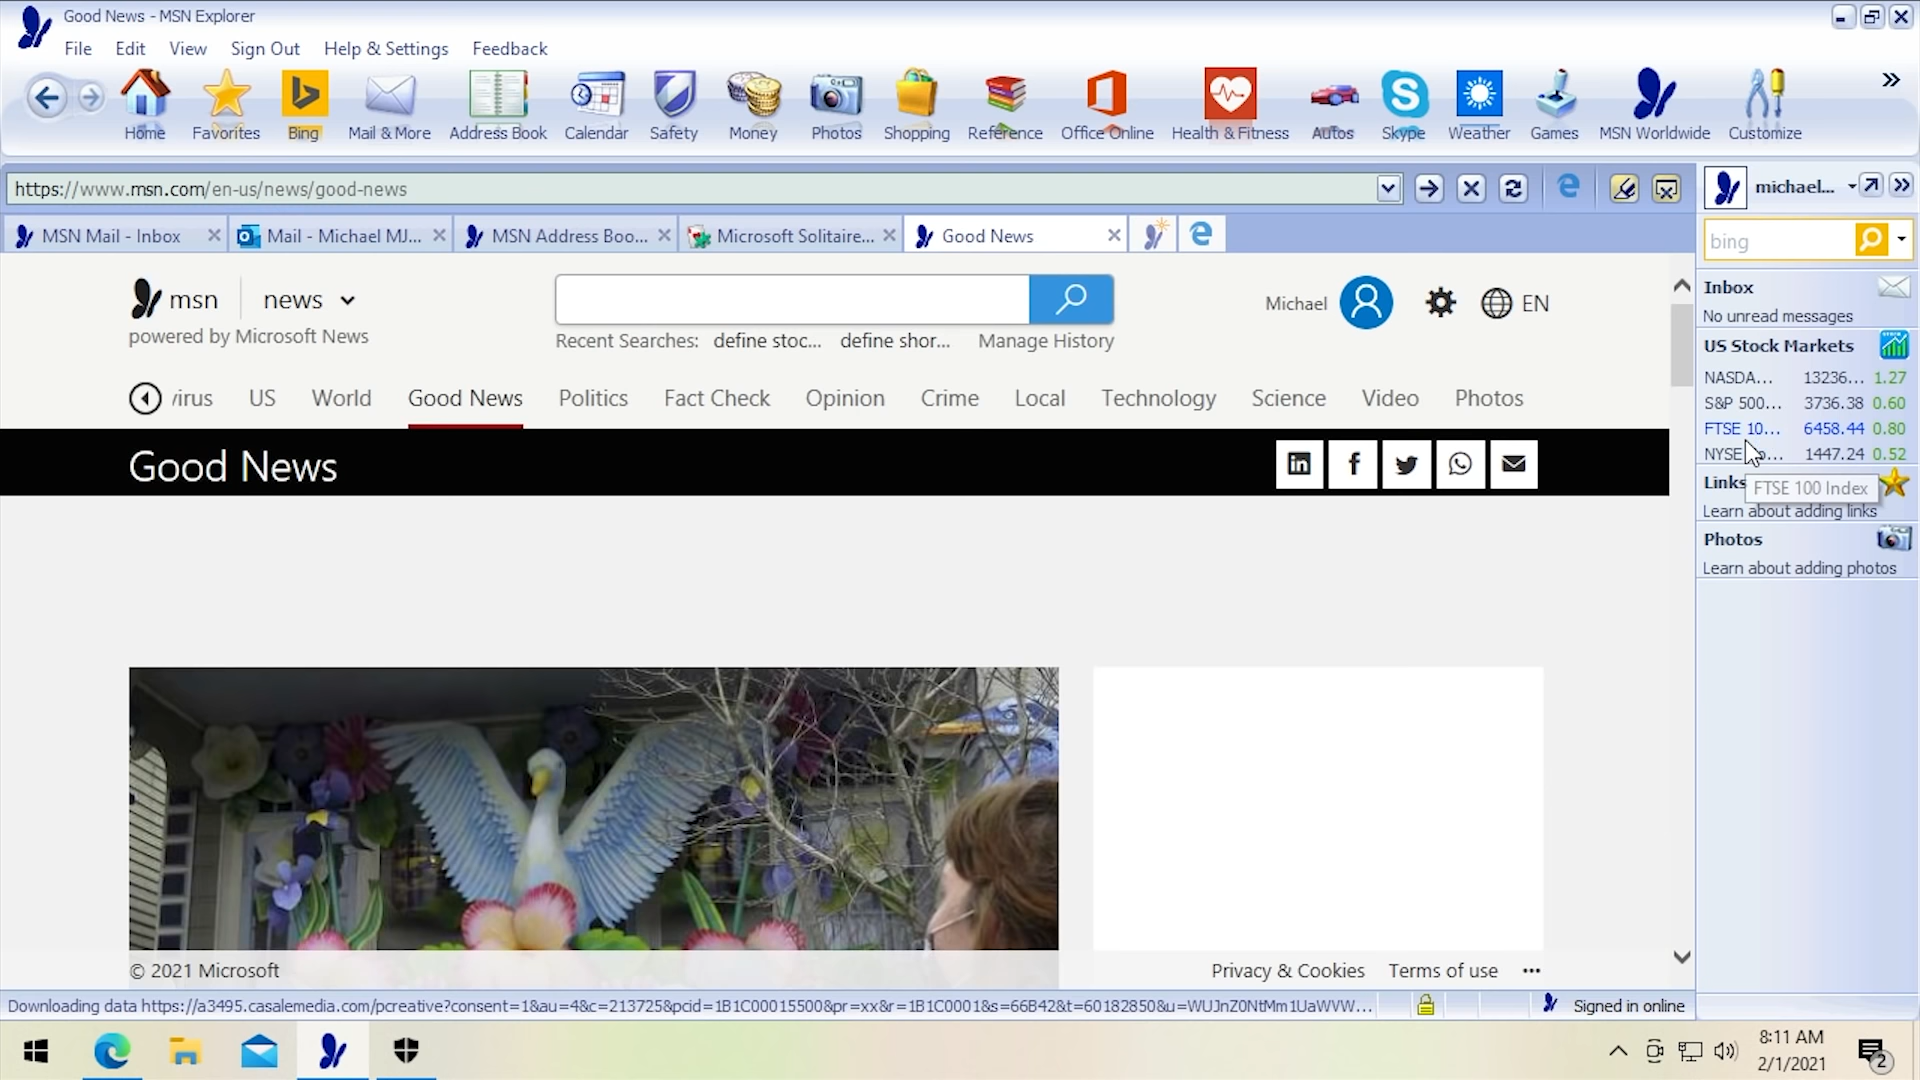 Good News - MSN Explorer
File Edit View Sign Out Help & Settings Feedback
Home Favorites Bing Mail & More Address Book Calendar Safety Money Photos Shopping Reference Office Online Health & Fitness Autos Skype Weather Games MSN Worldwide Customize
https://www.msn.com/en-us/news/good-news
michael...
MSN Mail - Inbox
Mail - Michael MJ...
MSN Address Boo...
Microsoft Solitaire...
Good News
bing
msn news
powered by Microsoft News
Recent Searches: define stoc... define shor... Manage History
Michael
EN
virus US World Good News Politics Fact Check Opinion Crime Local Technology Science Video Photos
Good News
Inbox
No unread messages
US Stock Markets
NASDA... 13236... 1.27
S&P 500... 3736.38 0.60
FTSE 10... 6458.44 0.80
NYSE 1447.24 0.52
Links
FTSE 100 Index
Learn about adding links
Photos
Learn about adding photos
© 2021 Microsoft
Privacy & Cookies Terms of use ...
Downloading data https://a3495.casalemedia.com/pcreative?consent=1&au=4&c=213725&pcid=1B1C00015500&pr=xx&r=1B1C0001&s=66B42&t=60182850&u=WUJnZ0NtMm1UaWVW...
Signed in online
8:11 AM
2/1/2021
2